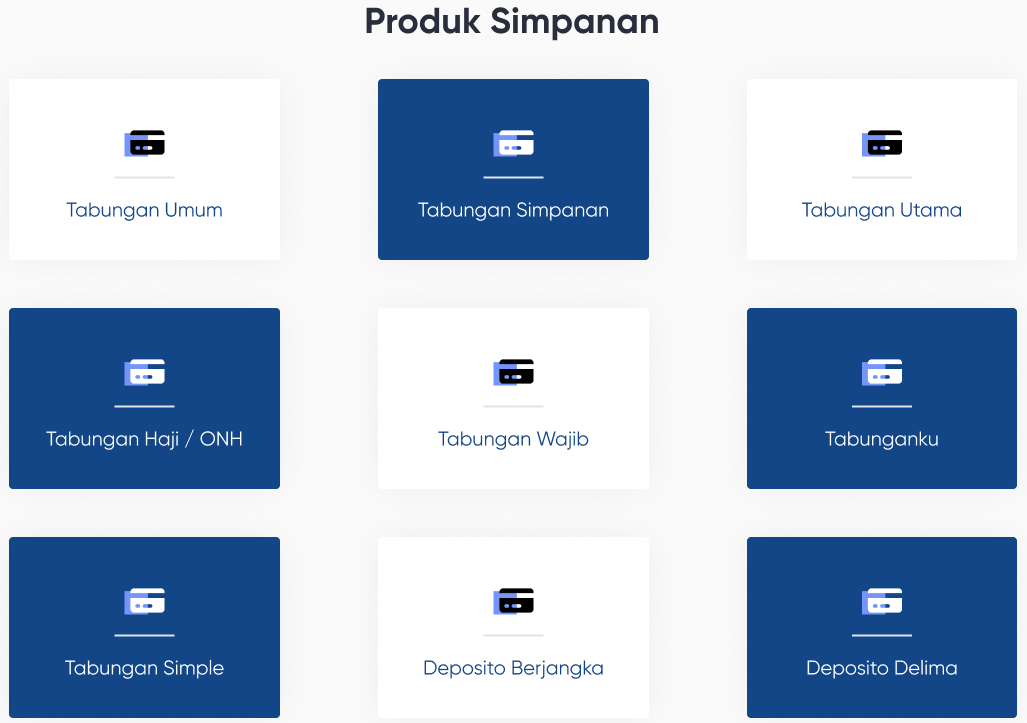 Produk Simpanan
Tabungan Umum
Tabungan Simpanan
Tabungan Utama
Tabungan Haji / ONH
Tabungan Wajib
Tabunganku
Tabungan Simple
Deposito Berjangka
Deposito Delima